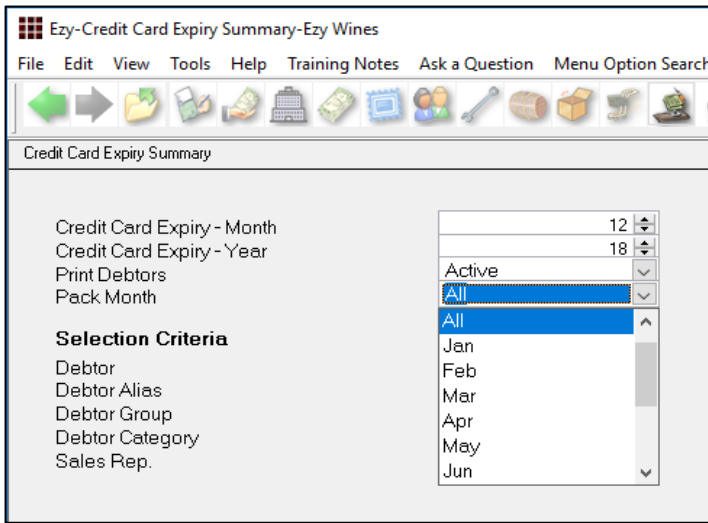 Ezy-Credit Card Expiry Summary-Ezy Wines
File Edit View Tools Help Training Notes Ask a Question Menu Option Search
Credit Card Expiry Summary
Credit Card Expiry - Month 12
Credit Card Expiry - Year 18
Print Debtors Active
Pack Month All
All
Selection Criteria
Jan
Debtor
Feb
Debtor Alias
Mar
Debtor Group
Apr
Debtor Category
May
Sales Rep.
Jun